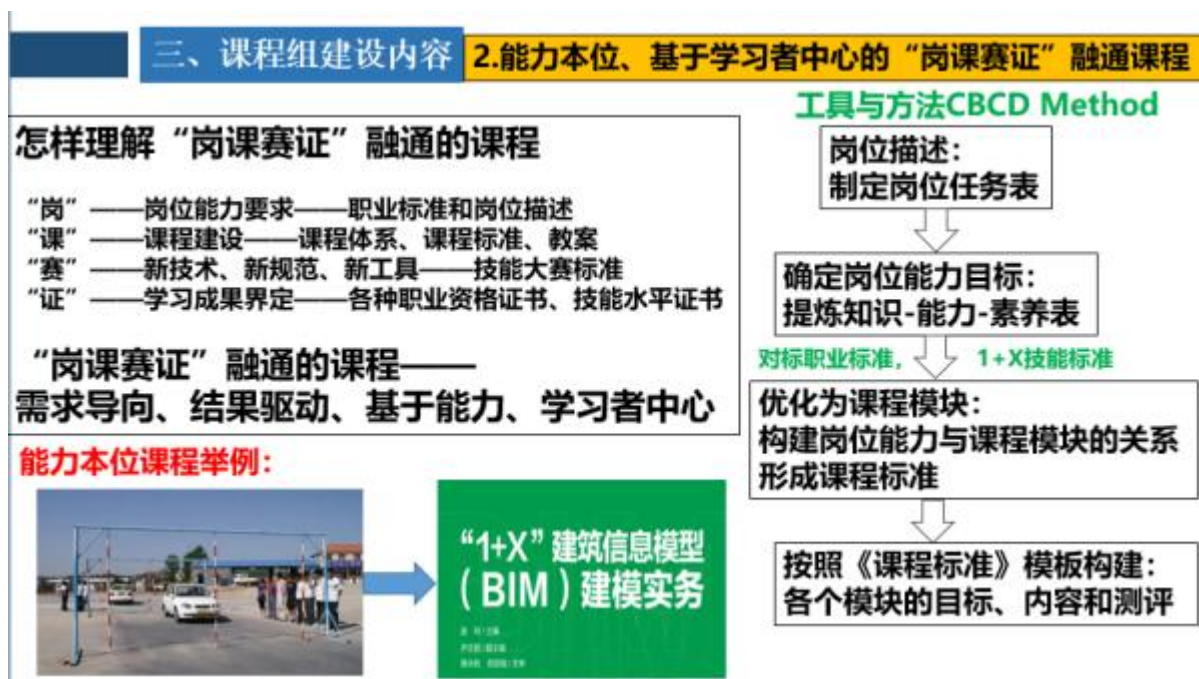 三、课程组建设内容
2.能力本位、基于学习者中心的“岗课赛证”融通课程
怎样理解“岗课赛证”融通的课程
“岗”——岗位能力要求——职业标准和岗位描述
“课”——课程建设——课程体系、课程标准、教案
“赛”——新技术、新规范、新工具——技能大赛标准
“证”——学习成果界定——各种职业资格证书、技能水平证书
“岗课赛证”融通的课程——
需求导向、结果驱动、基于能力、学习者中心
能力本位课程举例：
“1+X”建筑信息模型
（BIM）建模实务
工具与方法CBCD Method
岗位描述：
制定岗位任务表
确定岗位能力目标：
提炼知识-能力-素养表
对标职业标准，
1+X技能标准
优化为课程模块：
构建岗位能力与课程模块的关系
形成课程标准
按照《课程标准》模板构建：
各个模块的目标、内容和测评